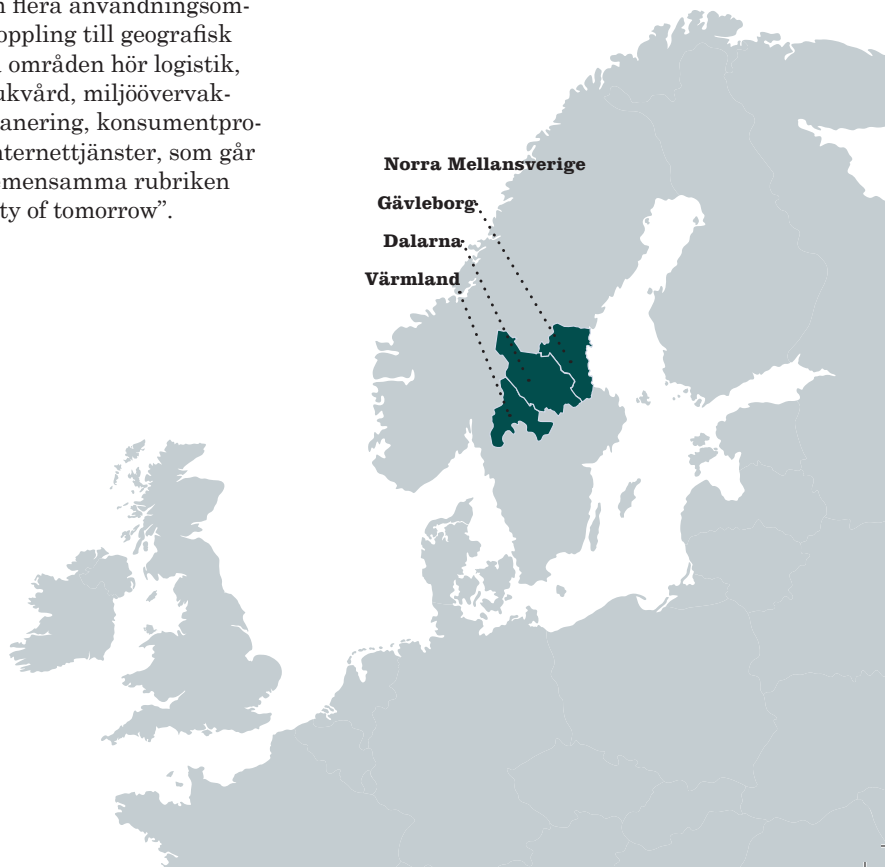 flera användningsom-
oppling till geografisk
områden hör logistik,
ukvård, miljöövervak-
anering, konsumentpro-
nternettjänster, som går
emensamma rubriken
ty of tomorrow”.
Norra Mellansverige
Gävleborg
Dalarna
Värmland